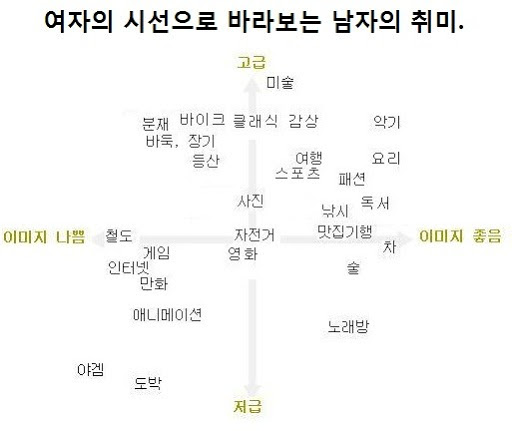 여자의 시선으로 바라보는 남자의 취미.
고급
미술
분재 바이크 클래식 감상 악기
바둑, 장기
등산 여행 요리
스포츠 패션
사진 낚시 독서
이미지 나쁨 철도 자전거 맛집기행 이미지 좋음
게임 영화 차
인터넷 술
만화
애니메이션 노래방
야겜 도박
저급